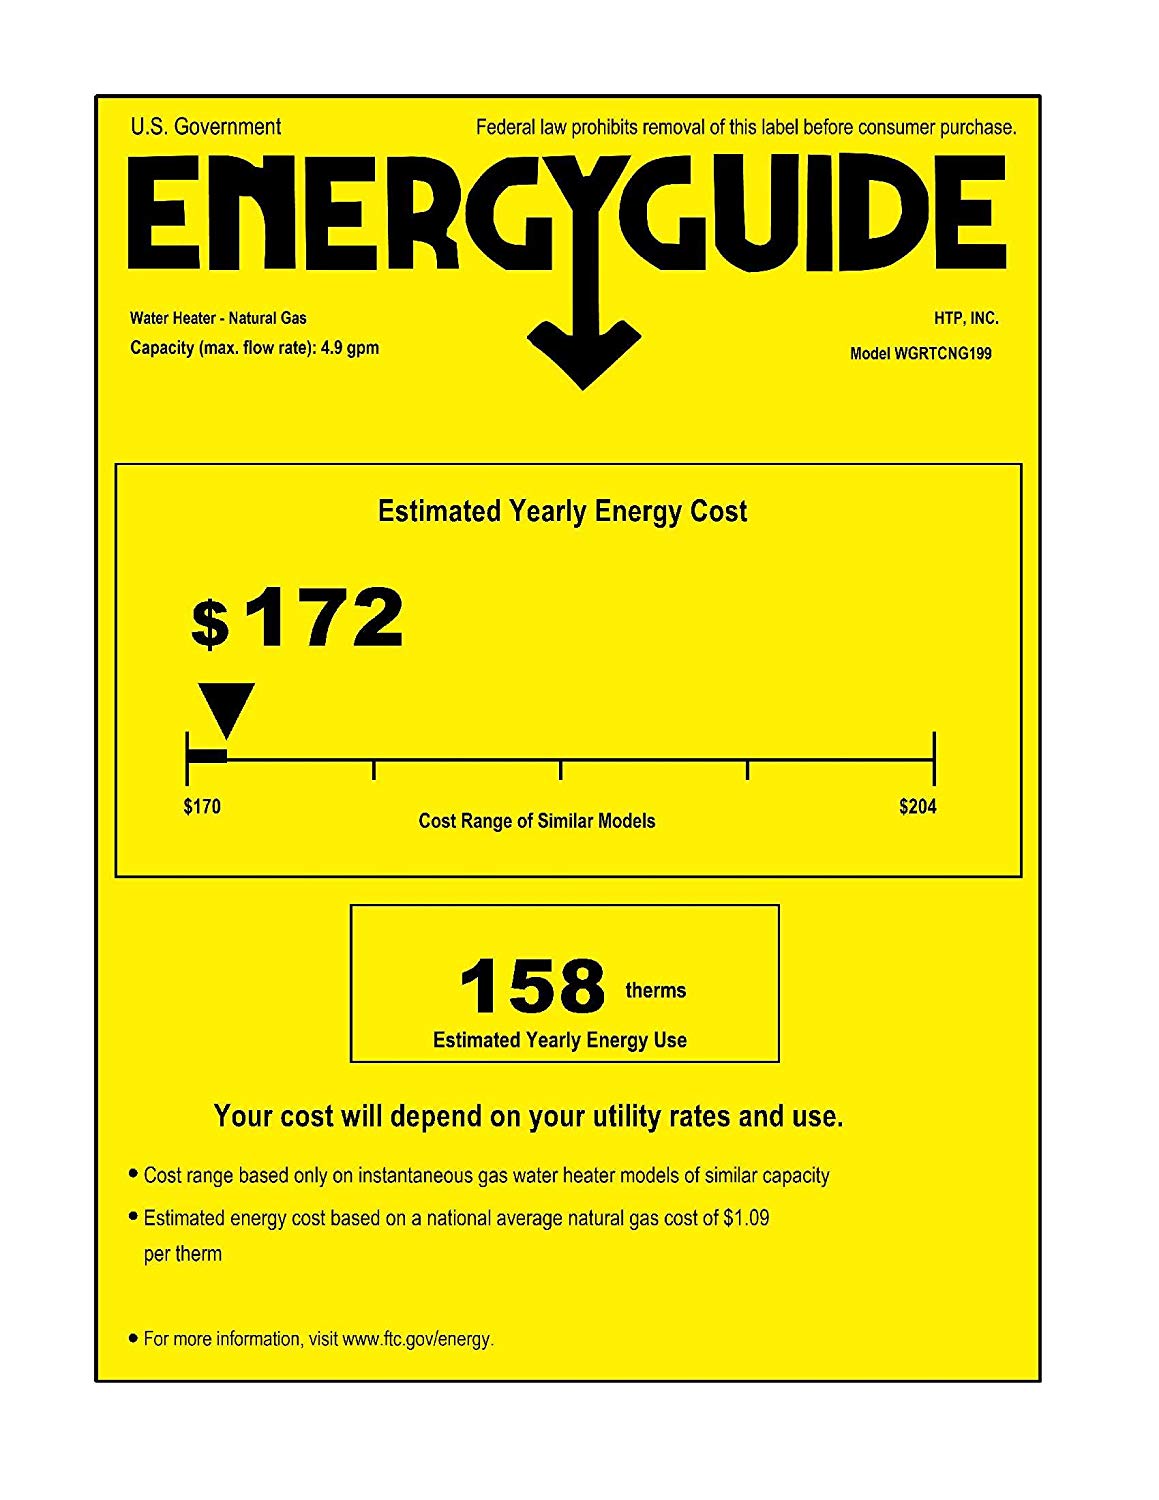 U.S. Government
Federal law prohibits removal of this label before consumer purchase.
ENERGYGUIDE
Water Heater - Natural Gas
Capacity (max. flow rate): 4.9 gpm
HTP, INC.
Model WGRTCNG199
Estimated Yearly Energy Cost
$172
$170
$204
Cost Range of Similar Models
158 therms
Estimated Yearly Energy Use
Your cost will depend on your utility rates and use.
• Cost range based only on instantaneous gas water heater models of similar capacity
• Estimated energy cost based on a national average natural gas cost of $1.09
per therm
• For more information, visit www.ftc.gov/energy.